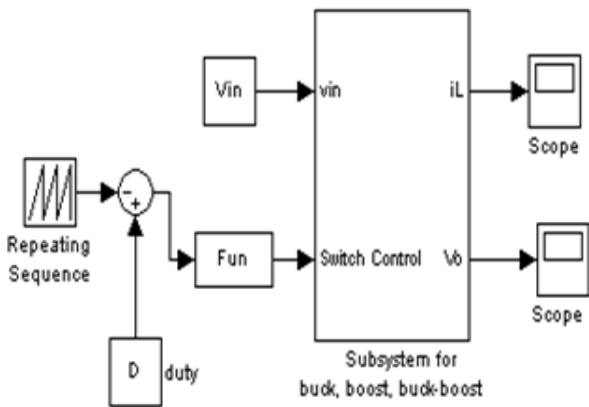 Vin
vin
iL
Scope
Repeating
Sequence
-
+
Fun
Switch Control
Vo
Scope
D
duty
Subsystem for
buck, boost, buck-boost